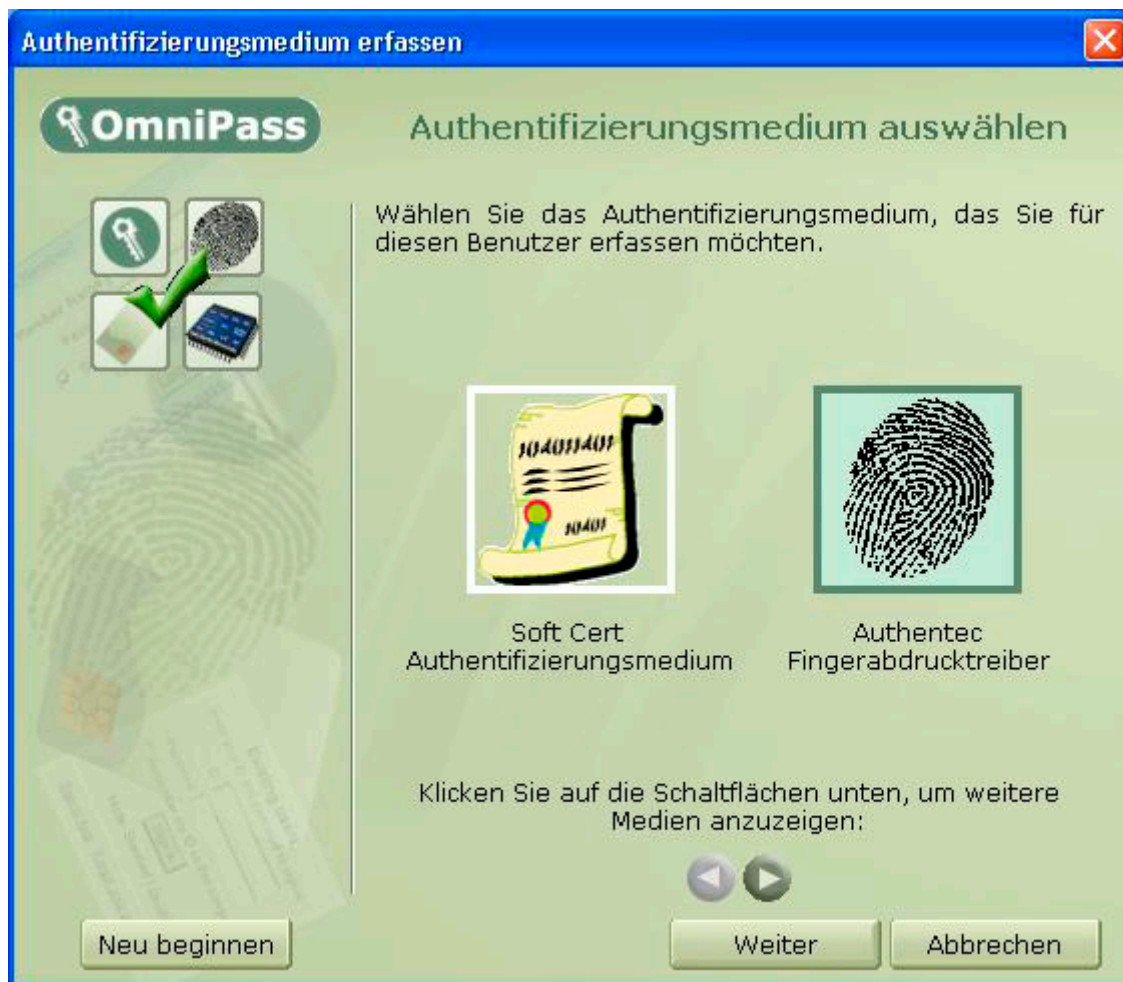 Authentifizierungsmedium erfassen
OmniPass
Authentifizierungsmedium auswählen
Wählen Sie das Authentifizierungsmedium, das Sie für
diesen Benutzer erfassen möchten.
Soft Cert
Authentifizierungsmedium
Authentec
Fingerabdrucktreiber
Klicken Sie auf die Schaltflächen unten, um weitere
Medien anzuzeigen:
Neu beginnen
Weiter
Abbrechen